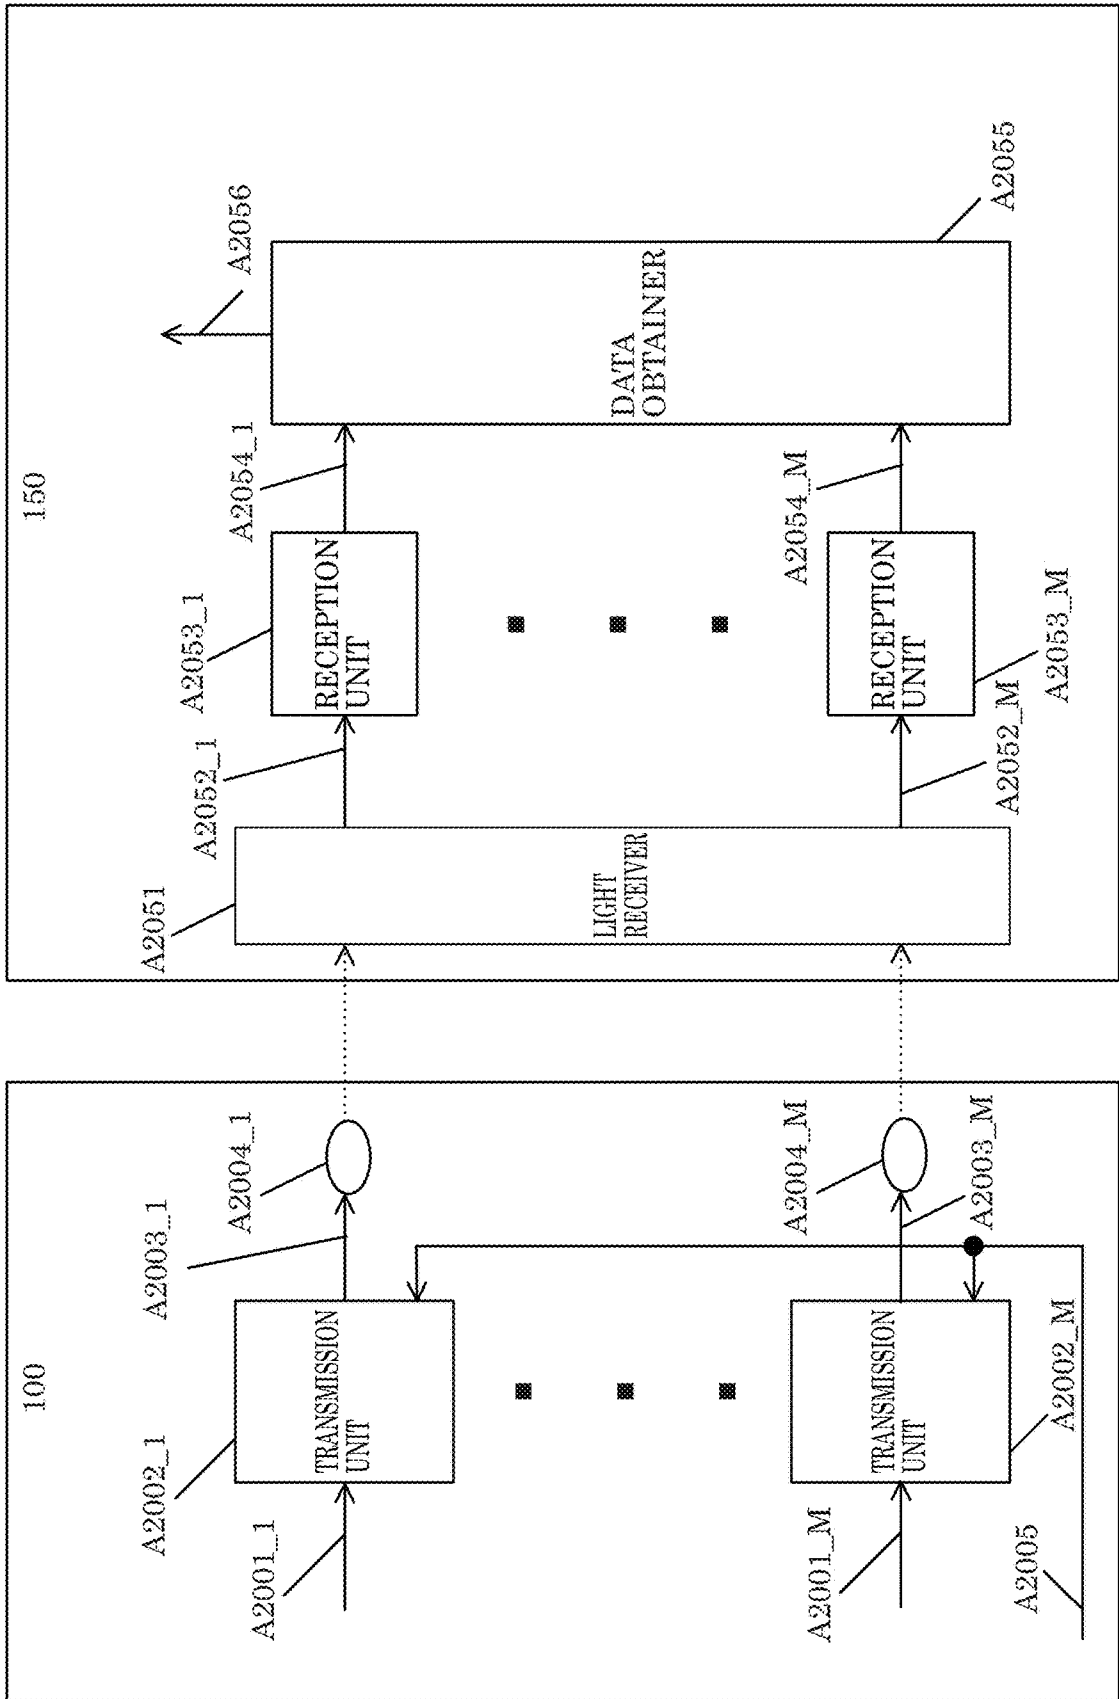 100
A2001_1
A2002_1
TRANSMISSION
UNIT
A2003_1
A2004_1
A2001_M
TRANSMISSION
UNIT
A2002_M
A2003_M
A2004_M
A2005
150
A2051
LIGHT
RECEIVER
A2052_1
A2053_1
RECEPTION
UNIT
A2054_1
A2052_M
RECEPTION
UNIT
A2053_M
A2054_M
DATA
OBTAINER
A2055
A2056